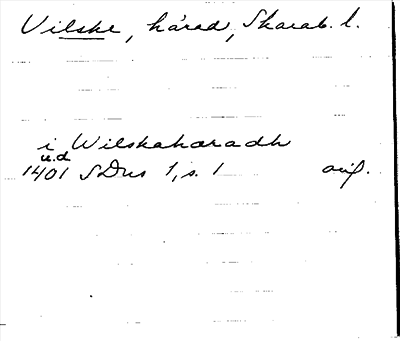 Vilske, härad, Skarab. l.
i Wilskaharadh
u.d
1401 SDns 1, s. 1 orig.